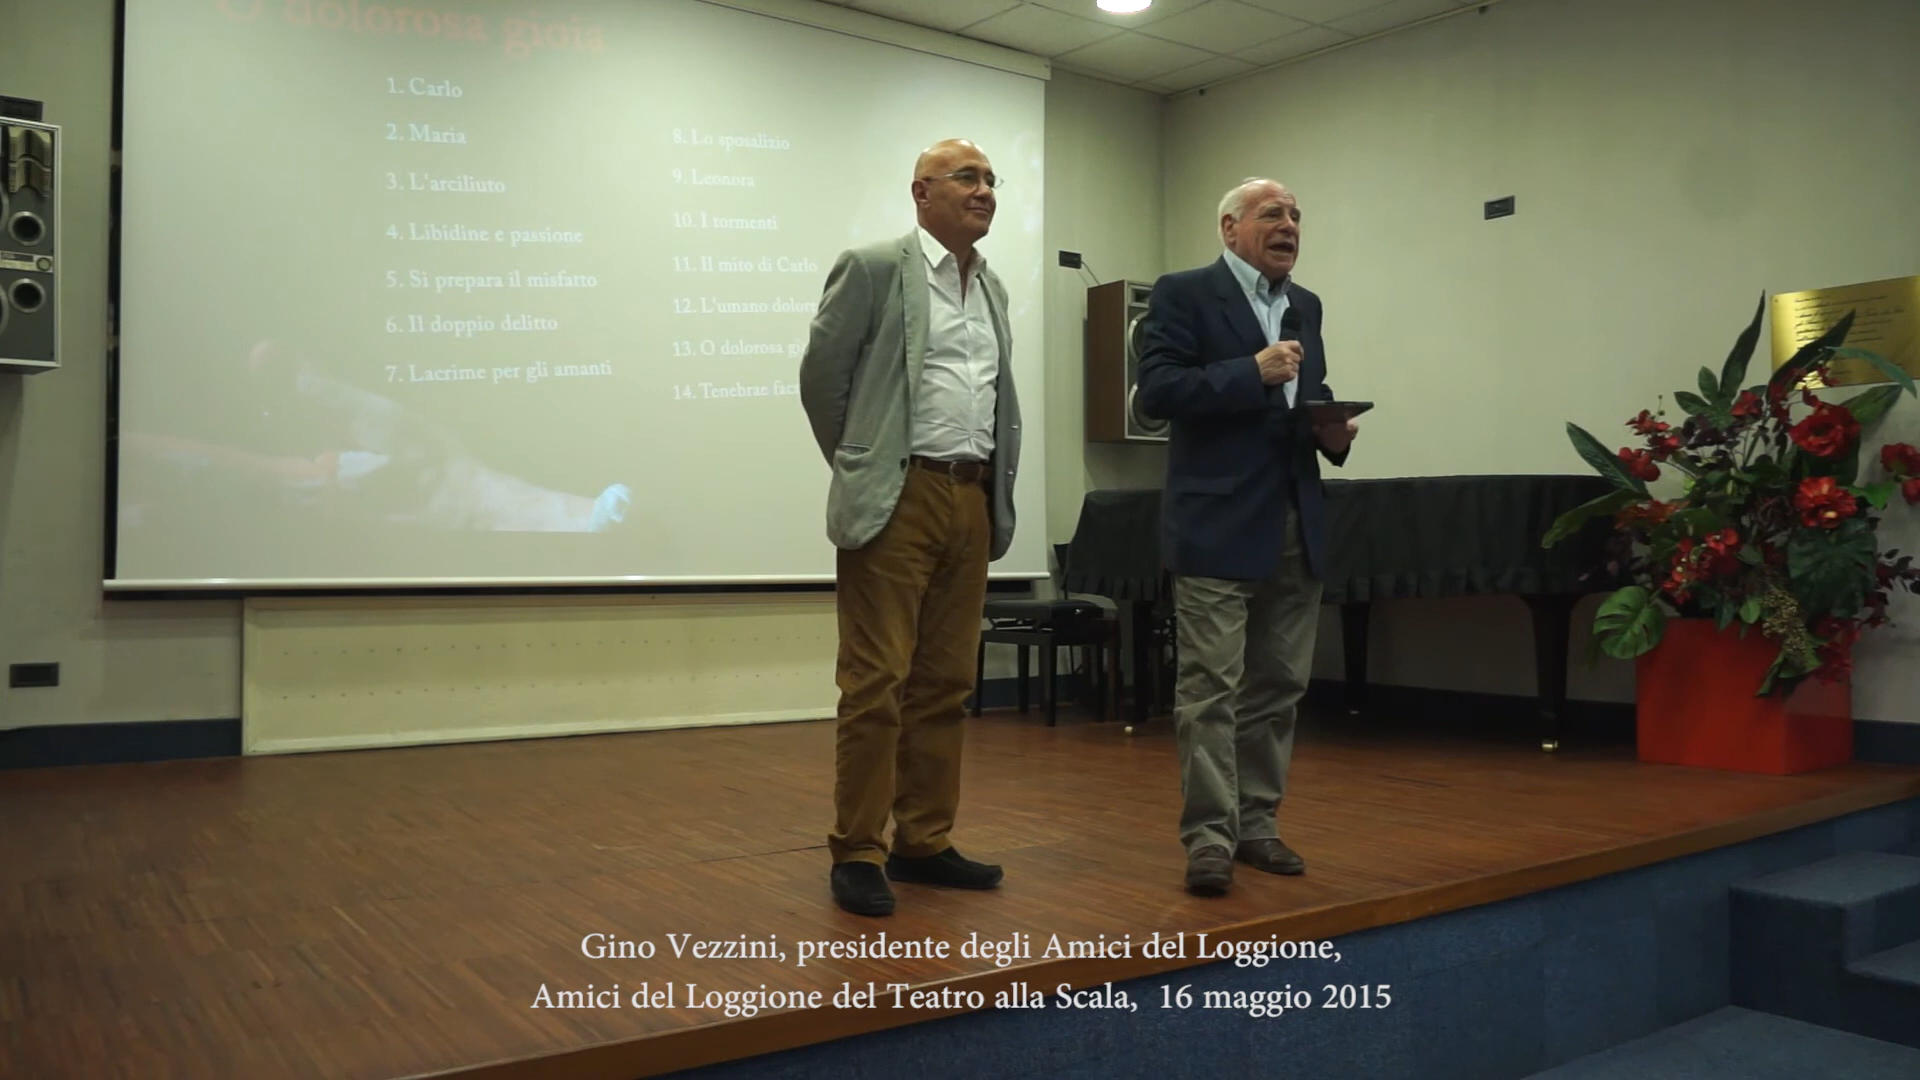 O dolorosa gioia
1. Carlo
2. Maria
3. L'arciliuto
4. Libidine e passione
5. Si prepara il misfatto
6. Il doppio delitto
7. Lacrime per gli amanti
8. Lo sposalizio
9. Leonora
10. I tormenti
11. Il mito di Carlo
12. L'umano
13. O dolorosa
14. Tenebrae
Gino Vezzini, presidente degli Amici del Loggione,
Amici del Loggione del Teatro alla Scala, 16 maggio 2015